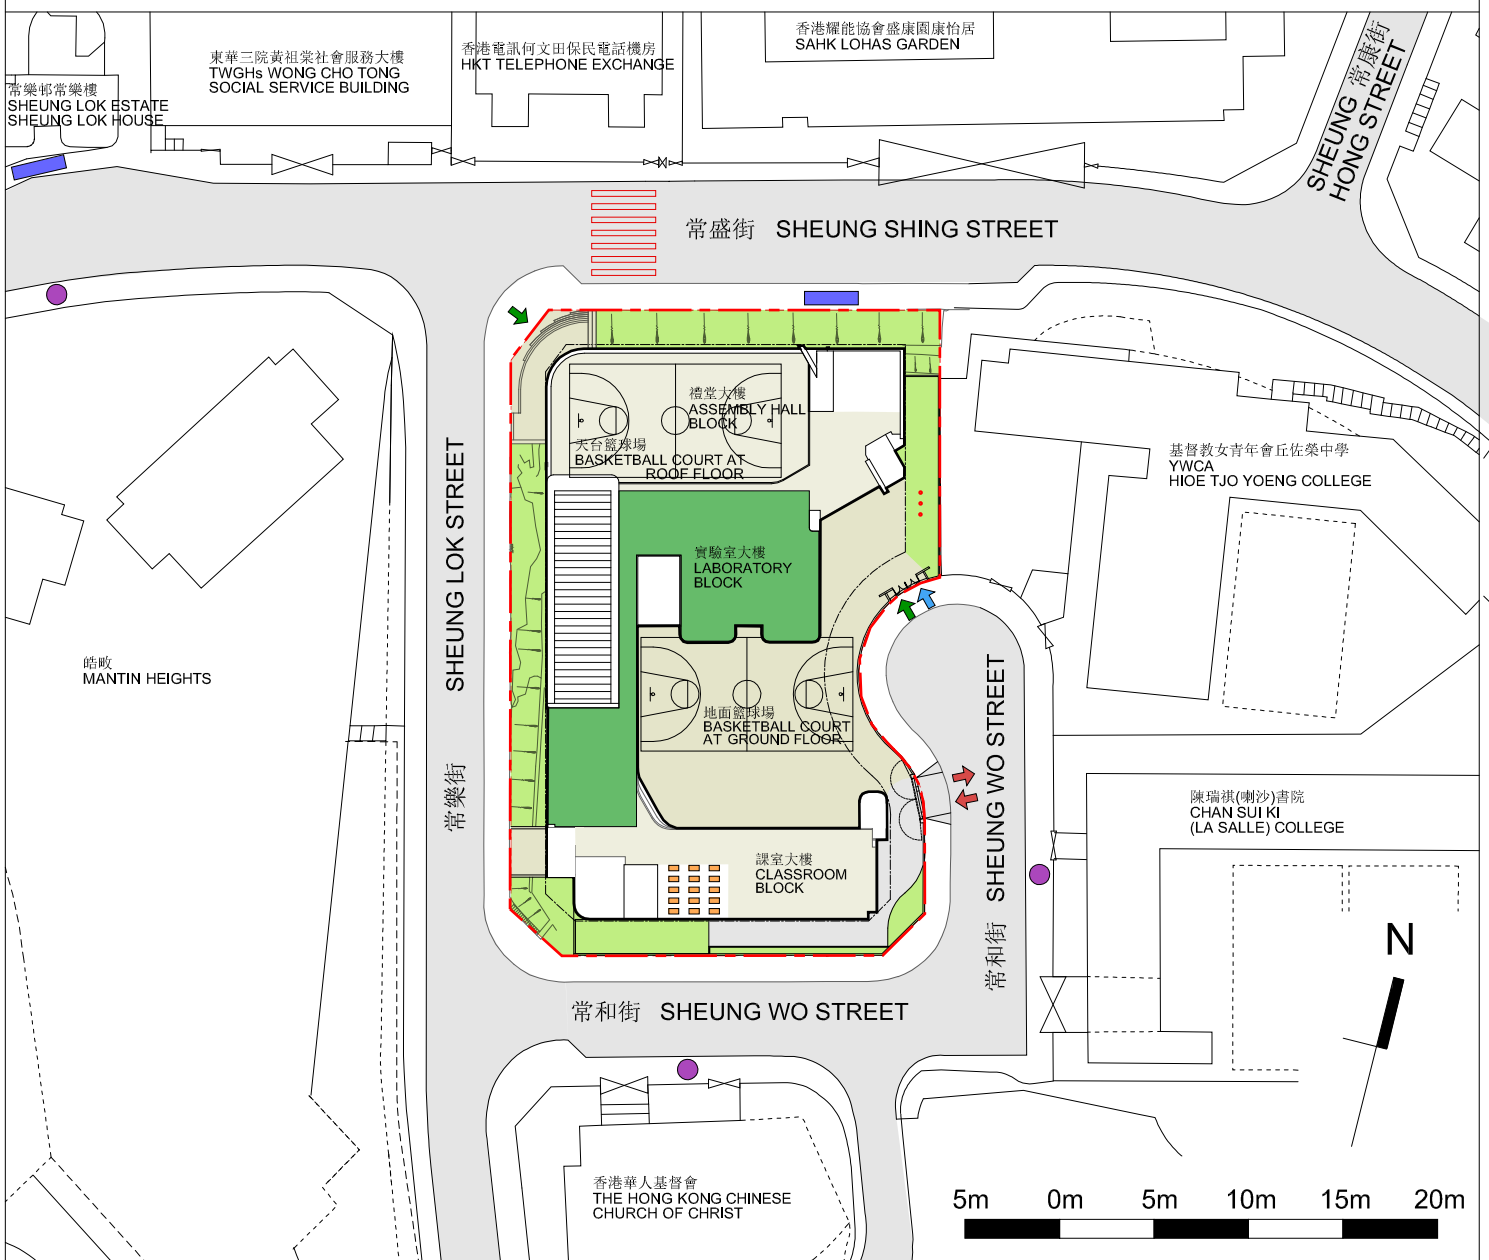 東華三院黃祖棠社會服務大樓
TWGHs WONG CHO TONG
SOCIAL SERVICE BUILDING
香港電訊何文田保民電話機房
HKT TELEPHONE EXCHANGE
香港耀能協會盛康園康怡居
SAHK LOHAS GARDEN
常樂邨常樂樓
SHEUNG LOK ESTATE
SHEUNG LOK HOUSE
常康街
SHEUNG
HONG STREET
常盛街 SHEUNG SHING STREET
禮堂大樓
ASSEMBLY HALL
BLOCK
天台籃球場
BASKETBALL COURT AT
ROOF FLOOR
基督教女青年會丘佐榮中學
YWCA
HIOE TJO YOENG COLLEGE
SHEUNG LOK STREET
常樂街
實驗室大樓
LABORATORY
BLOCK
皓畋
MANTIN HEIGHTS
地面籃球場
BASKETBALL COURT
AT GROUND FLOOR
SHEUNG WO STREET
常和街
陳瑞祺(喇沙)書院
CHAN SUI KI
(LA SALLE) COLLEGE
課室大樓
CLASSROOM
BLOCK
N
常和街 SHEUNG WO STREET
香港華人基督會
THE HONG KONG CHINESE
CHURCH OF CHRIST
5m 0m 5m 10m 15m 20m